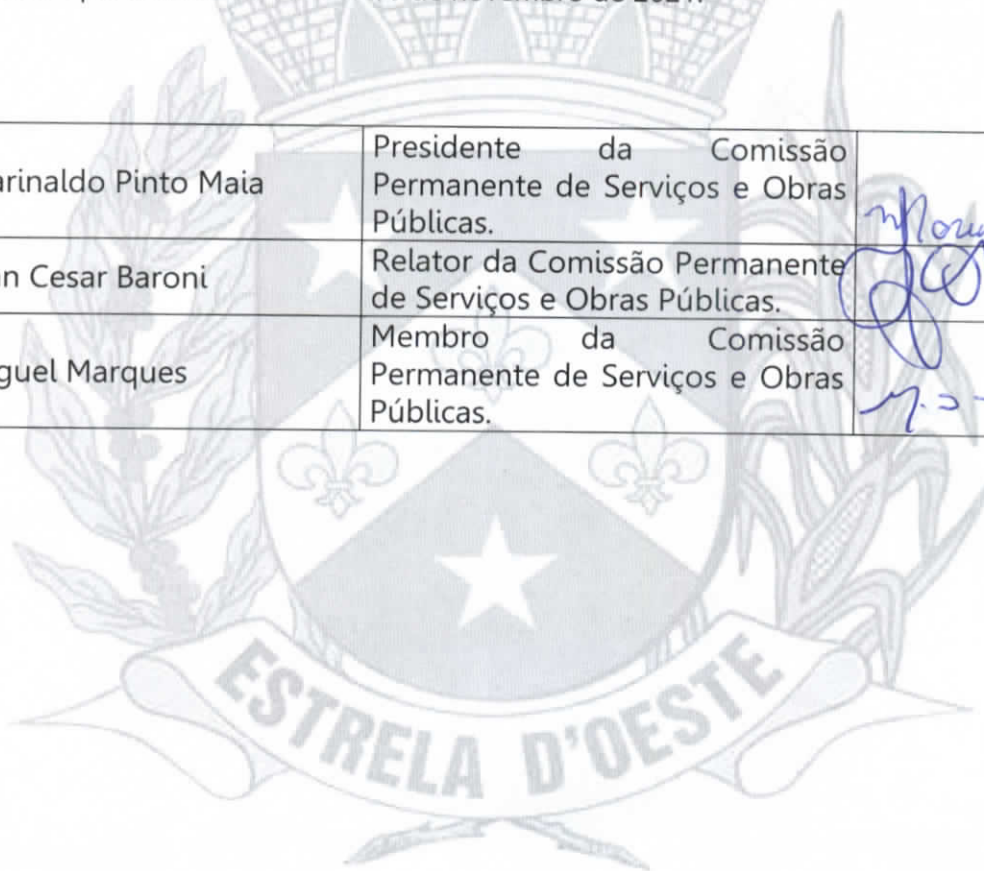 arinaldo Pinto Maia
Presidente da Comissão
Permanente de Serviços e Obras
Públicas.
n Cesar Baroni
Relator da Comissão Permanente
de Serviços e Obras Públicas.
guel Marques
Membro da Comissão
Permanente de Serviços e Obras
Públicas.
ESTRELA D'OESTE